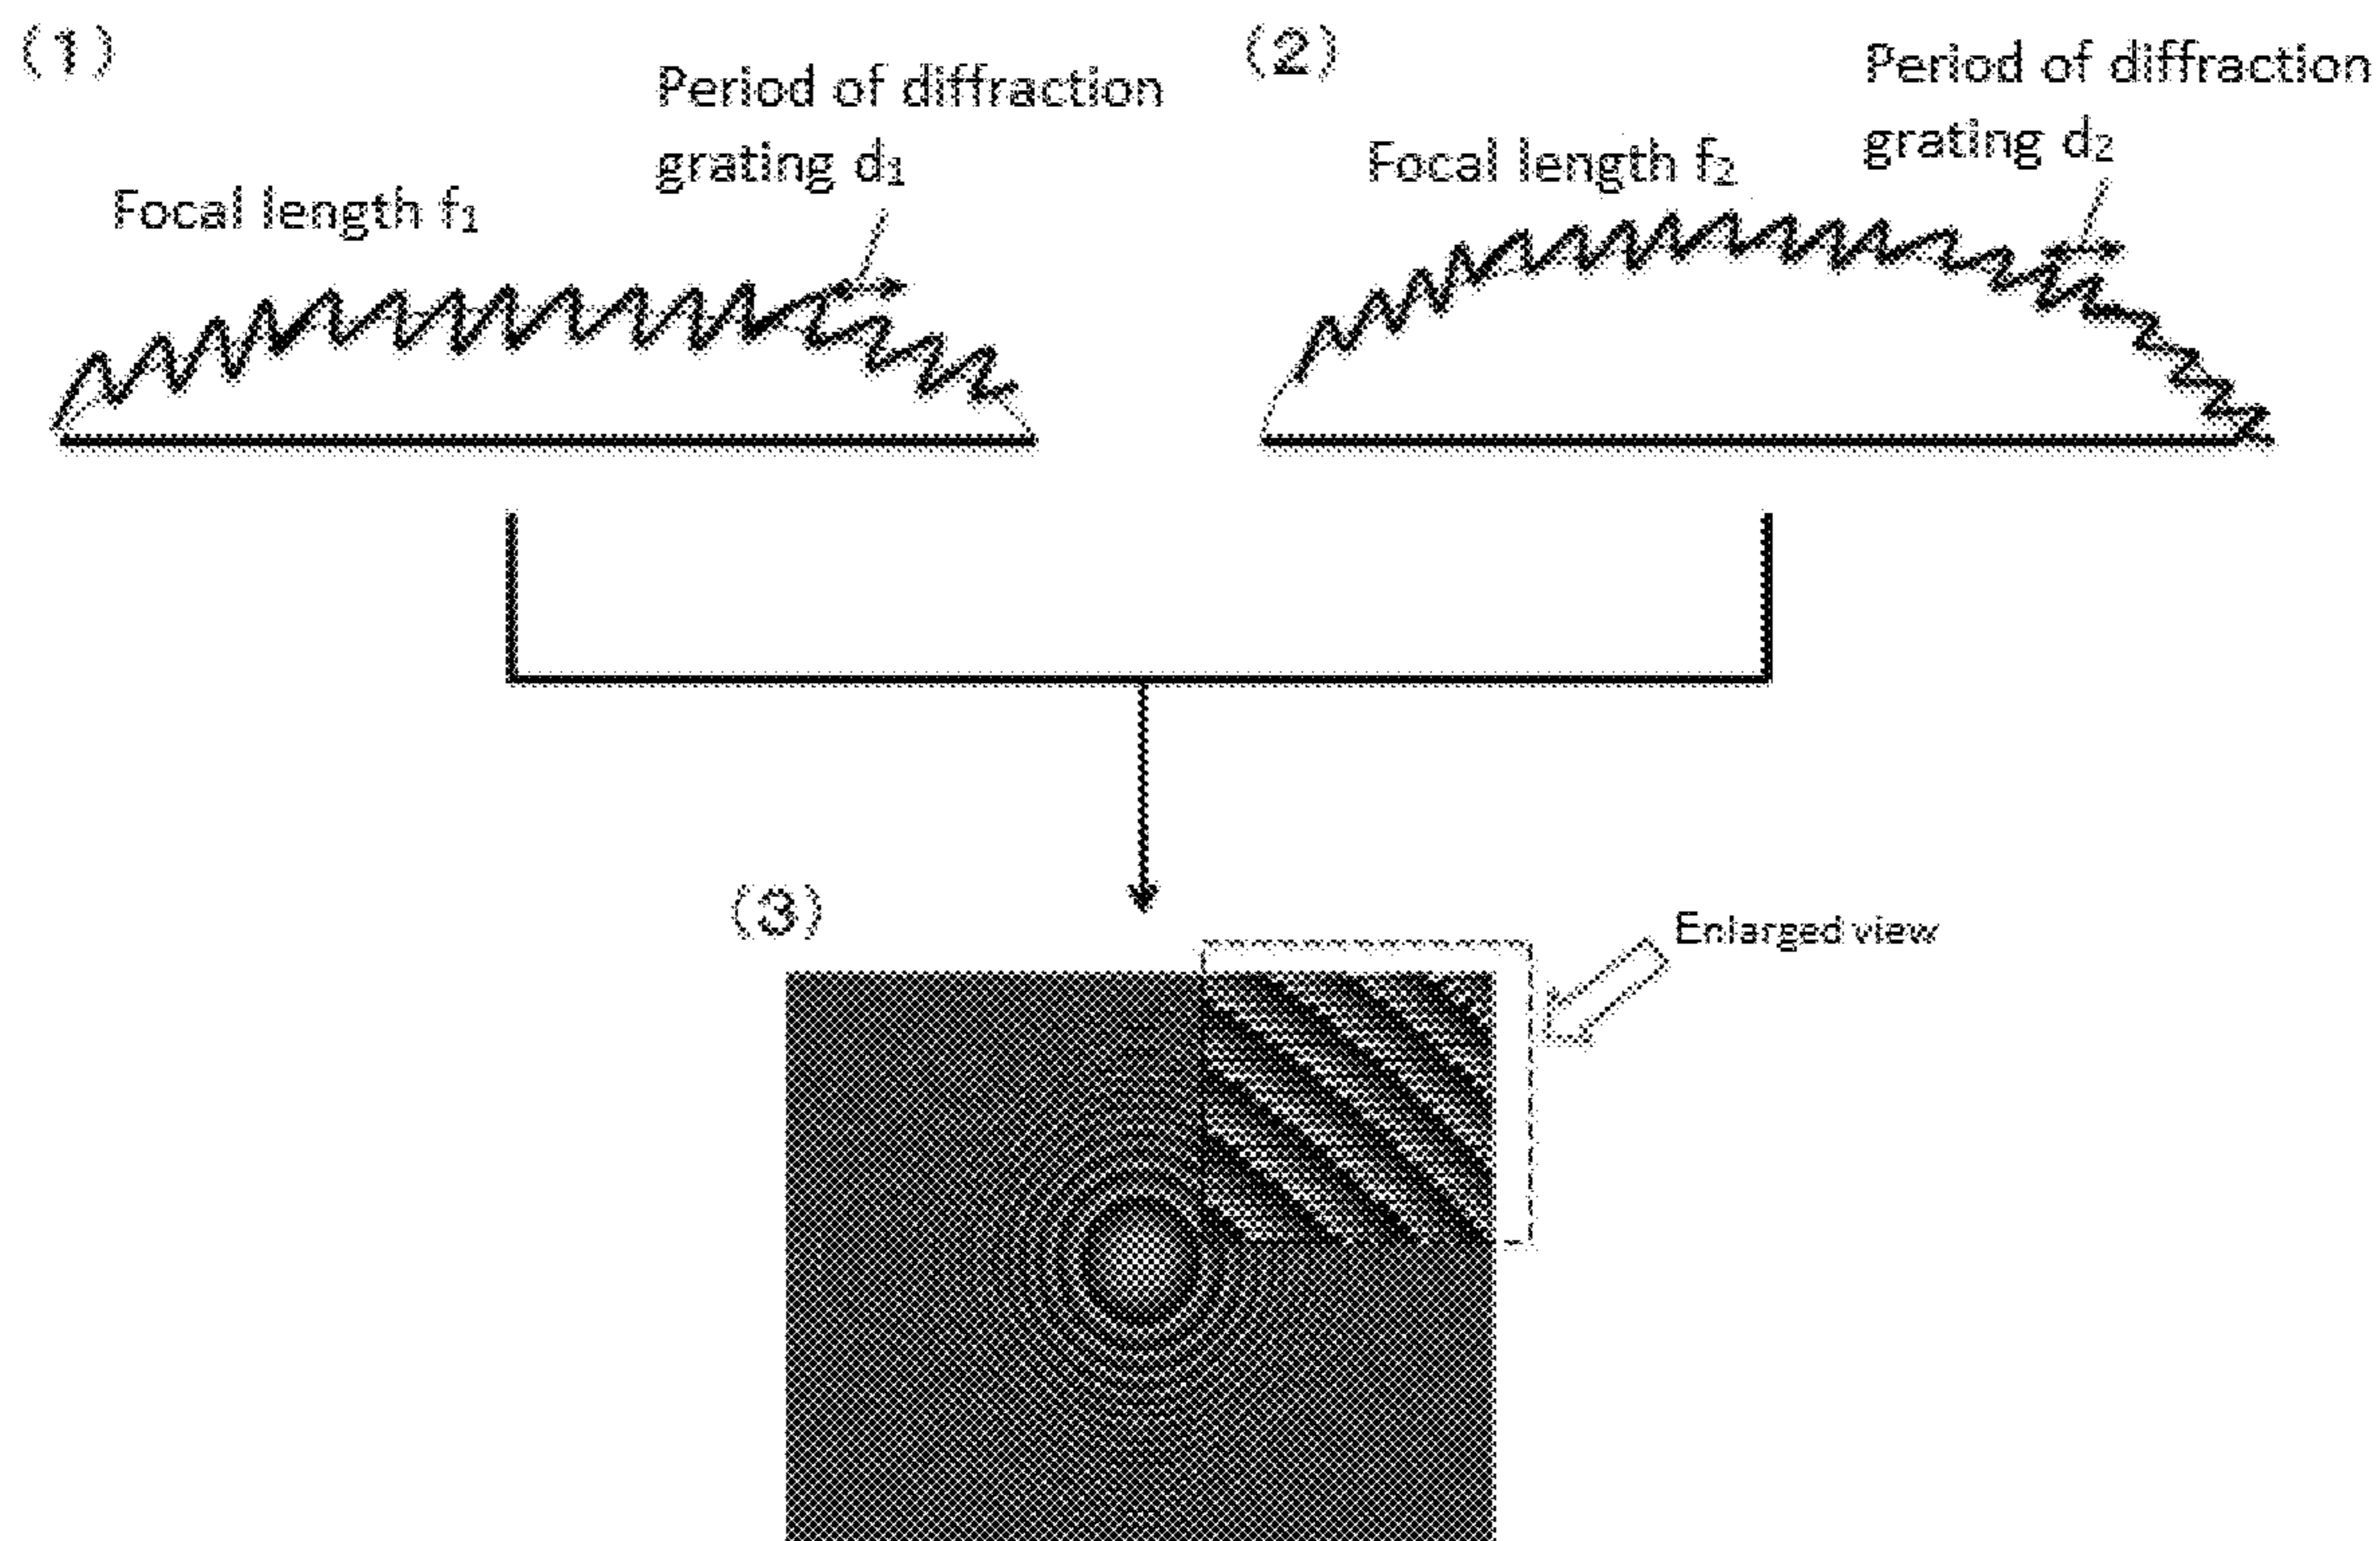 (1)
Period of diffraction
grating d₁
Focal length f₁
(2)
Period of diffraction
grating d₂
Focal length f₂
(3)
Enlarged view